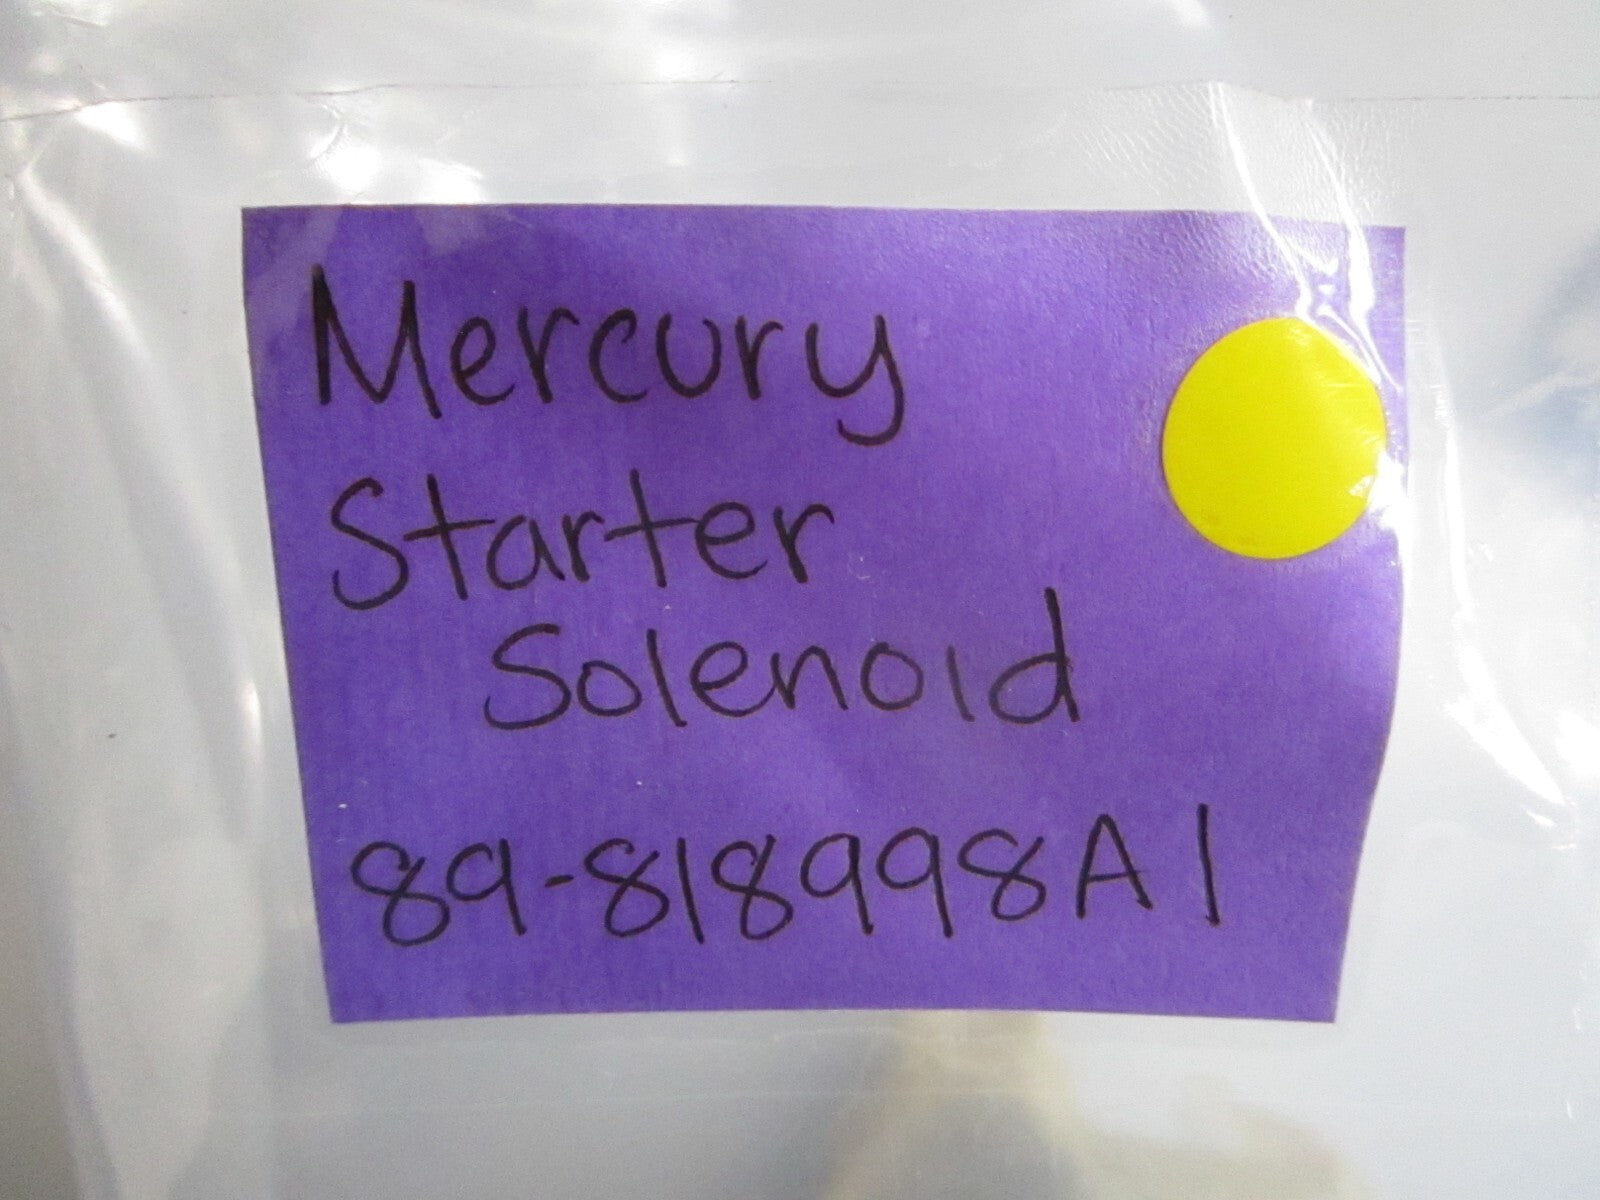 Mercury
Starter
Solenoid
89-818998A1